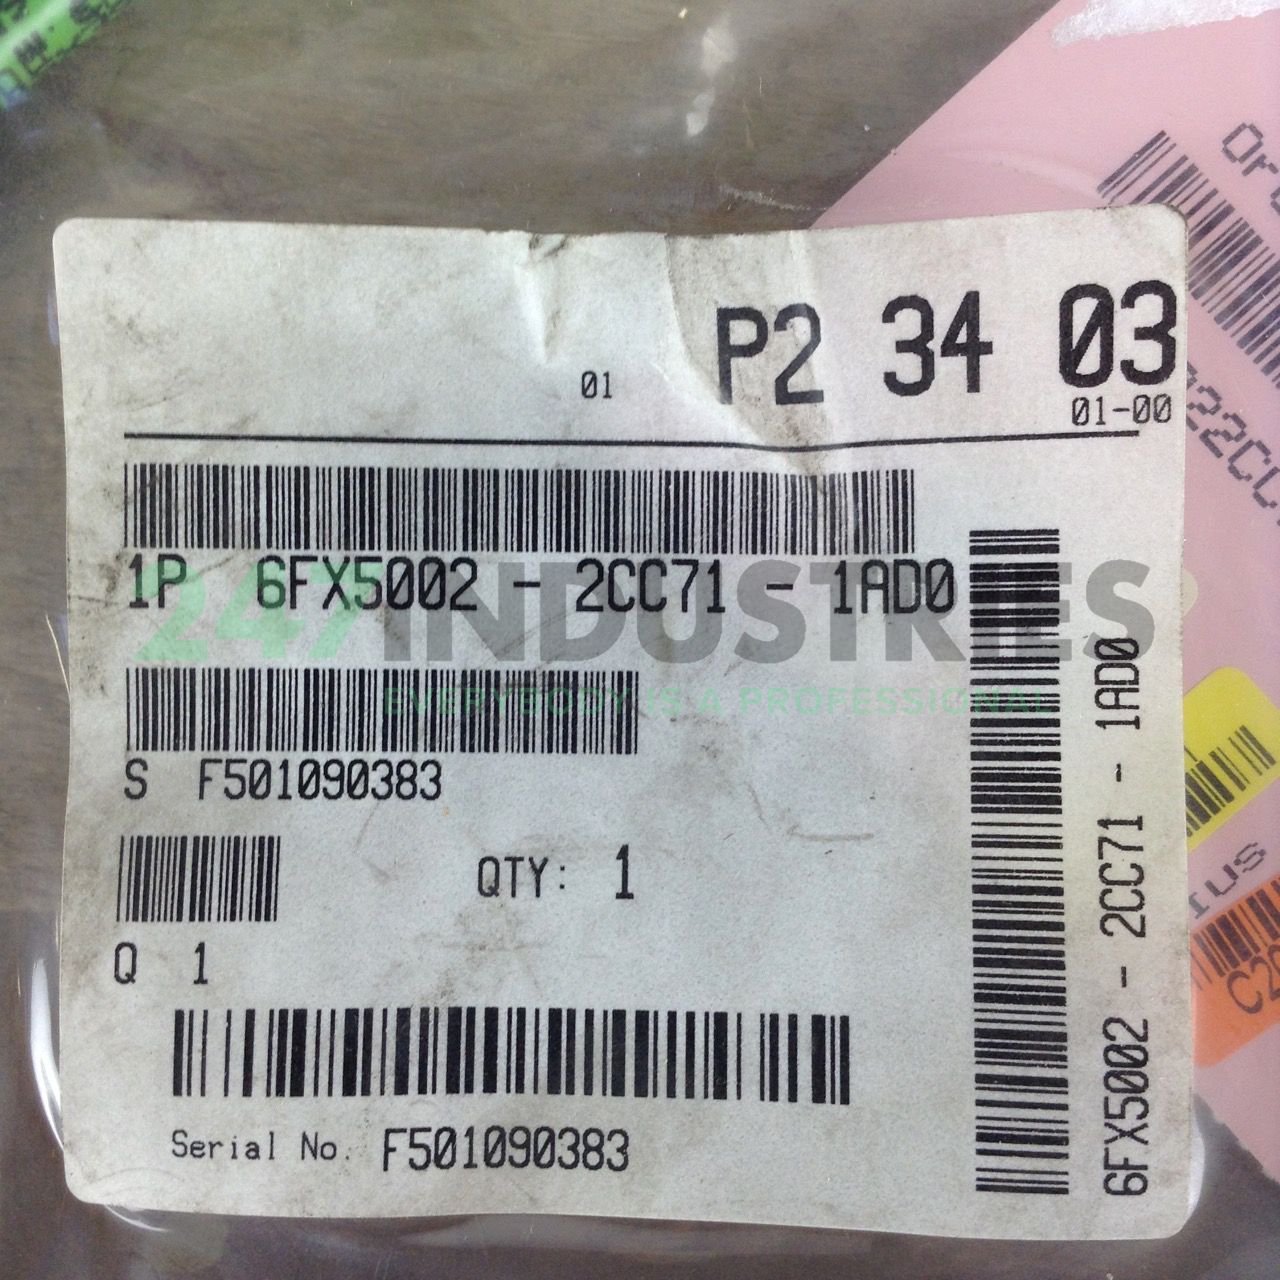 P2 34 03
01
01-00
1P 6FX5002 - 2CC71 - 1AD0
247INDUSTRIES
EVERYBODY IS A PROFESSIONAL
S F501090383
QTY: 1
Q 1
Serial No. F501090383
6FX5002 - 2CC71 - 1AD0